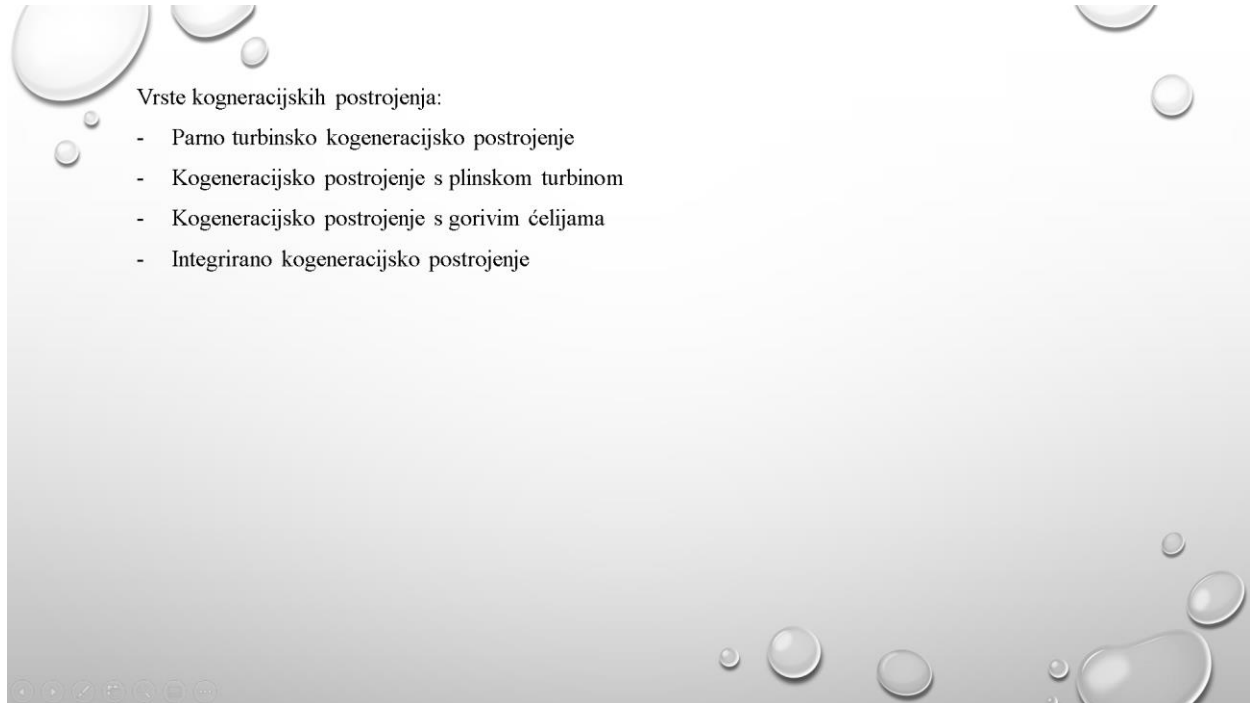 Vrste kogneracijskih postrojenja:
- Parno turbinsko kogeneracijsko postrojenje
- Kogeneracijsko postrojenje s plinskom turbinom
- Kogeneracijsko postrojenje s gorivim ćelijama
- Integrirano kogeneracijsko postrojenje